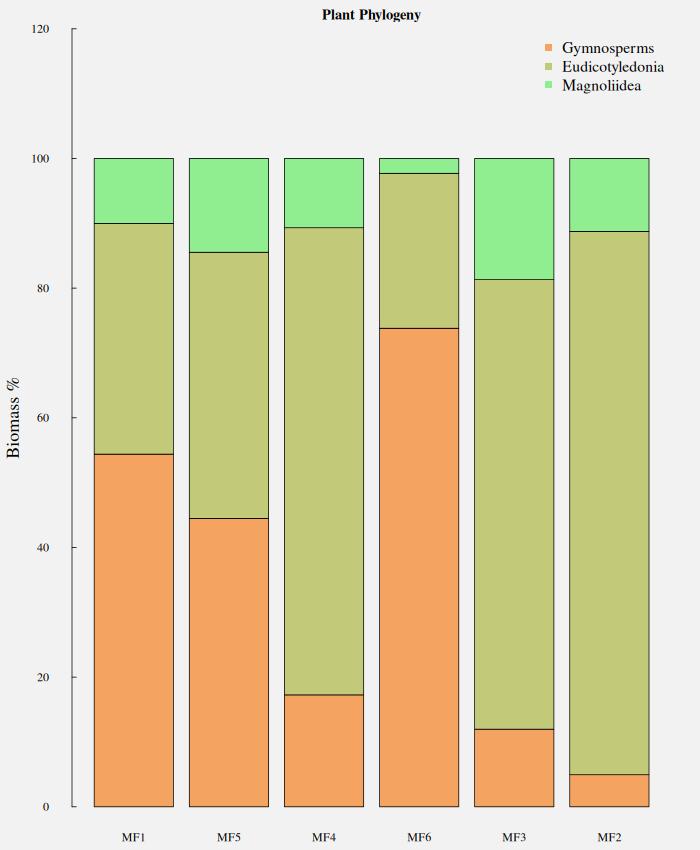 Plant Phylogeny
120
Gymnosperms
Eudicotyledonia
Magnoliidea
100
80
60
Biomass %
40
20
0
MF1 MF5 MF4 MF6 MF3 MF2